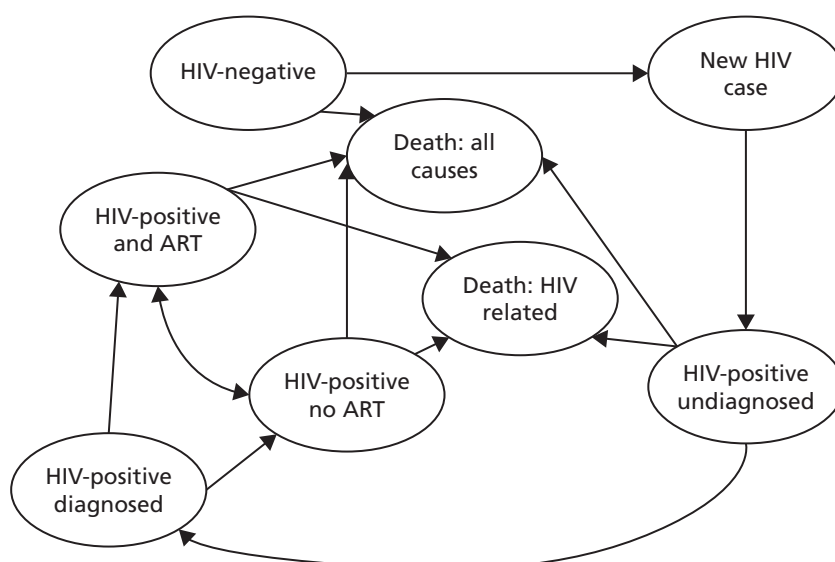 HIV-negative
New HIV
case
Death: all
causes
HIV-positive
and ART
Death: HIV
related
HIV-positive
no ART
HIV-positive
undiagnosed
HIV-positive
diagnosed